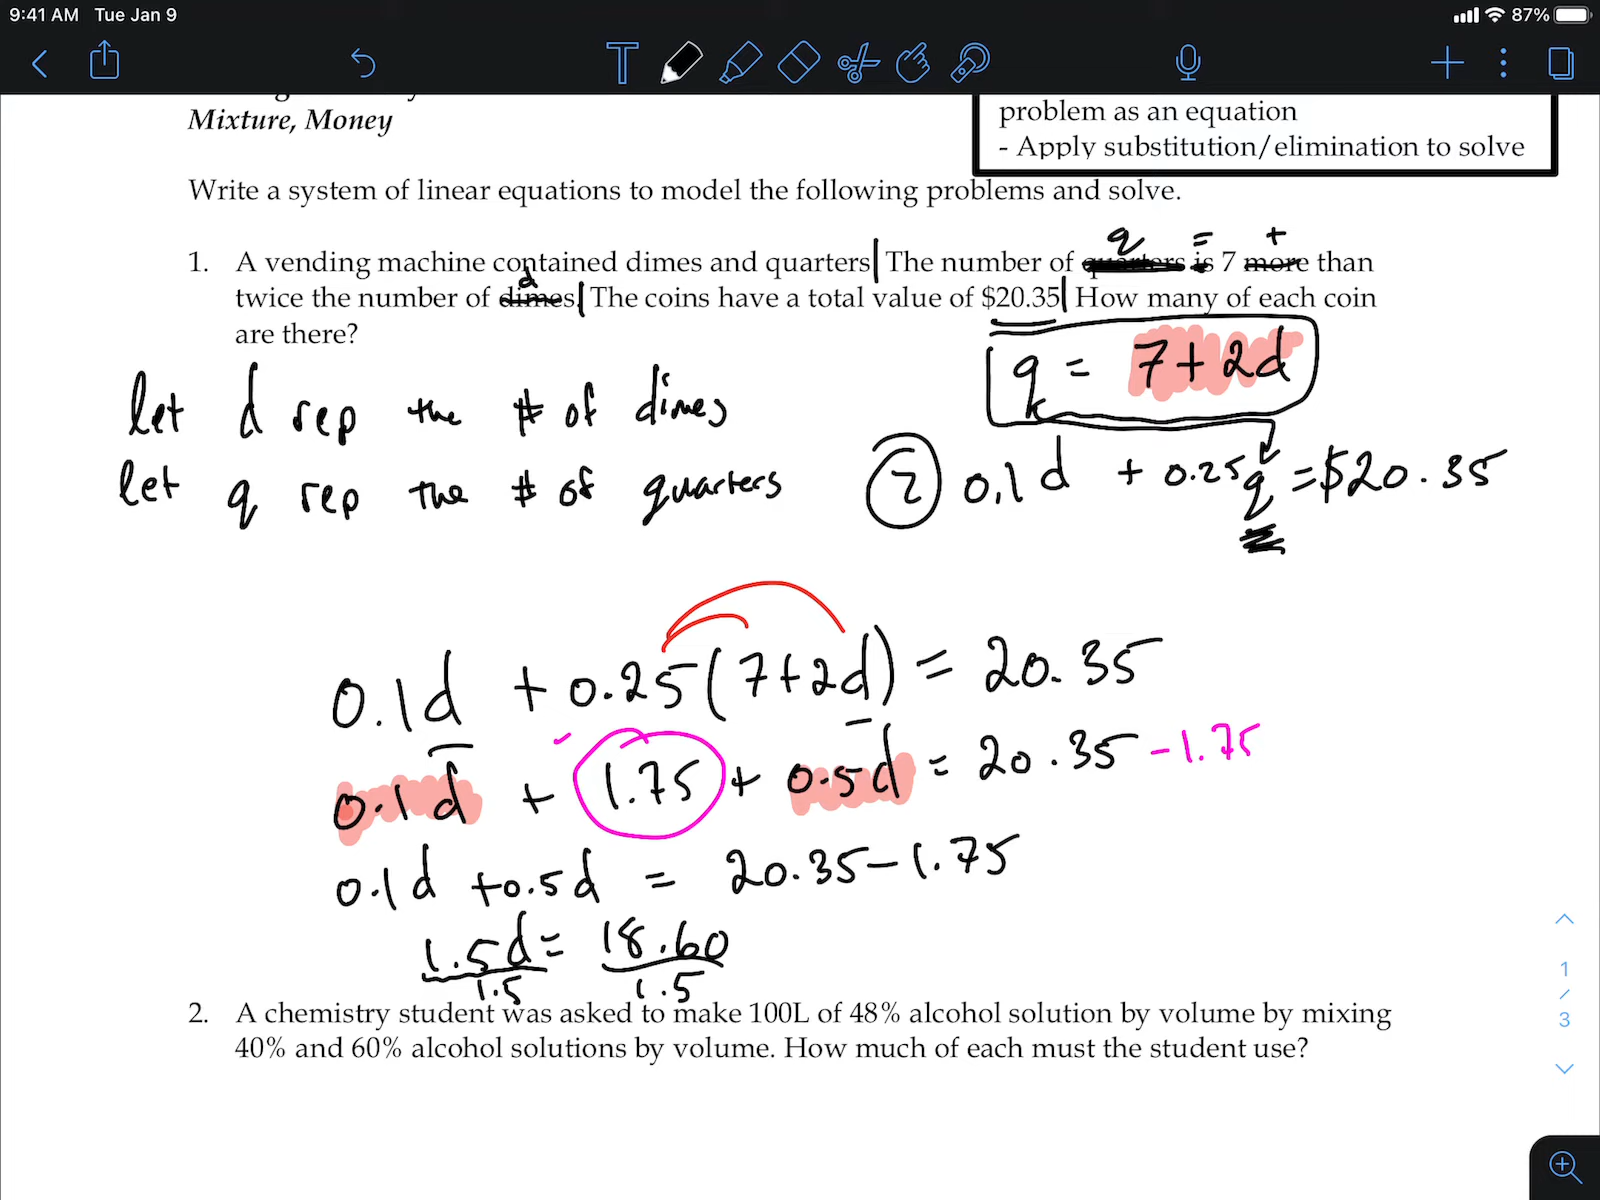 9:41 AM Tue Jan 9 87%
Mixture, Money
problem as an equation
- Apply substitution/elimination to solve
Write a system of linear equations to model the following problems and solve.
q = +
1. A vending machine contained dimes and quarters The number of quarters is 7 more than
d
twice the number of dimes. The coins have a total value of $20.35 How many of each coin
are there?
q = 7+2d
let d rep the # of dimes
let q rep the # of quarters
2 0.1d + 0.25q = $20.35
0.1d + 0.25(7+2d) = 20.35
0.1d + 1.75 + 0.5d = 20.35 -1.75
0.1d +0.5d = 20.35-1.75
1.5d = 18.60
1.5 1.5
2. A chemistry student was asked to make 100L of 48% alcohol solution by volume by mixing
40% and 60% alcohol solutions by volume. How much of each must the student use?
1
/
3